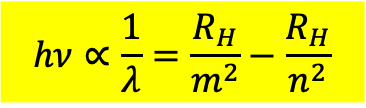 hν ∝ 1/λ = R_H/m² − R_H/n²